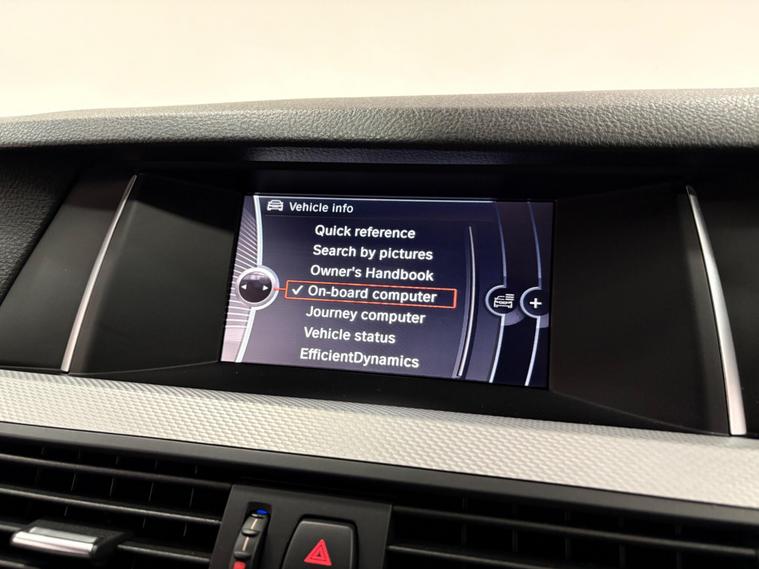 Vehicle info
Quick reference
Search by pictures
Owner's Handbook
✓ On-board computer
Journey computer
Vehicle status
EfficientDynamics